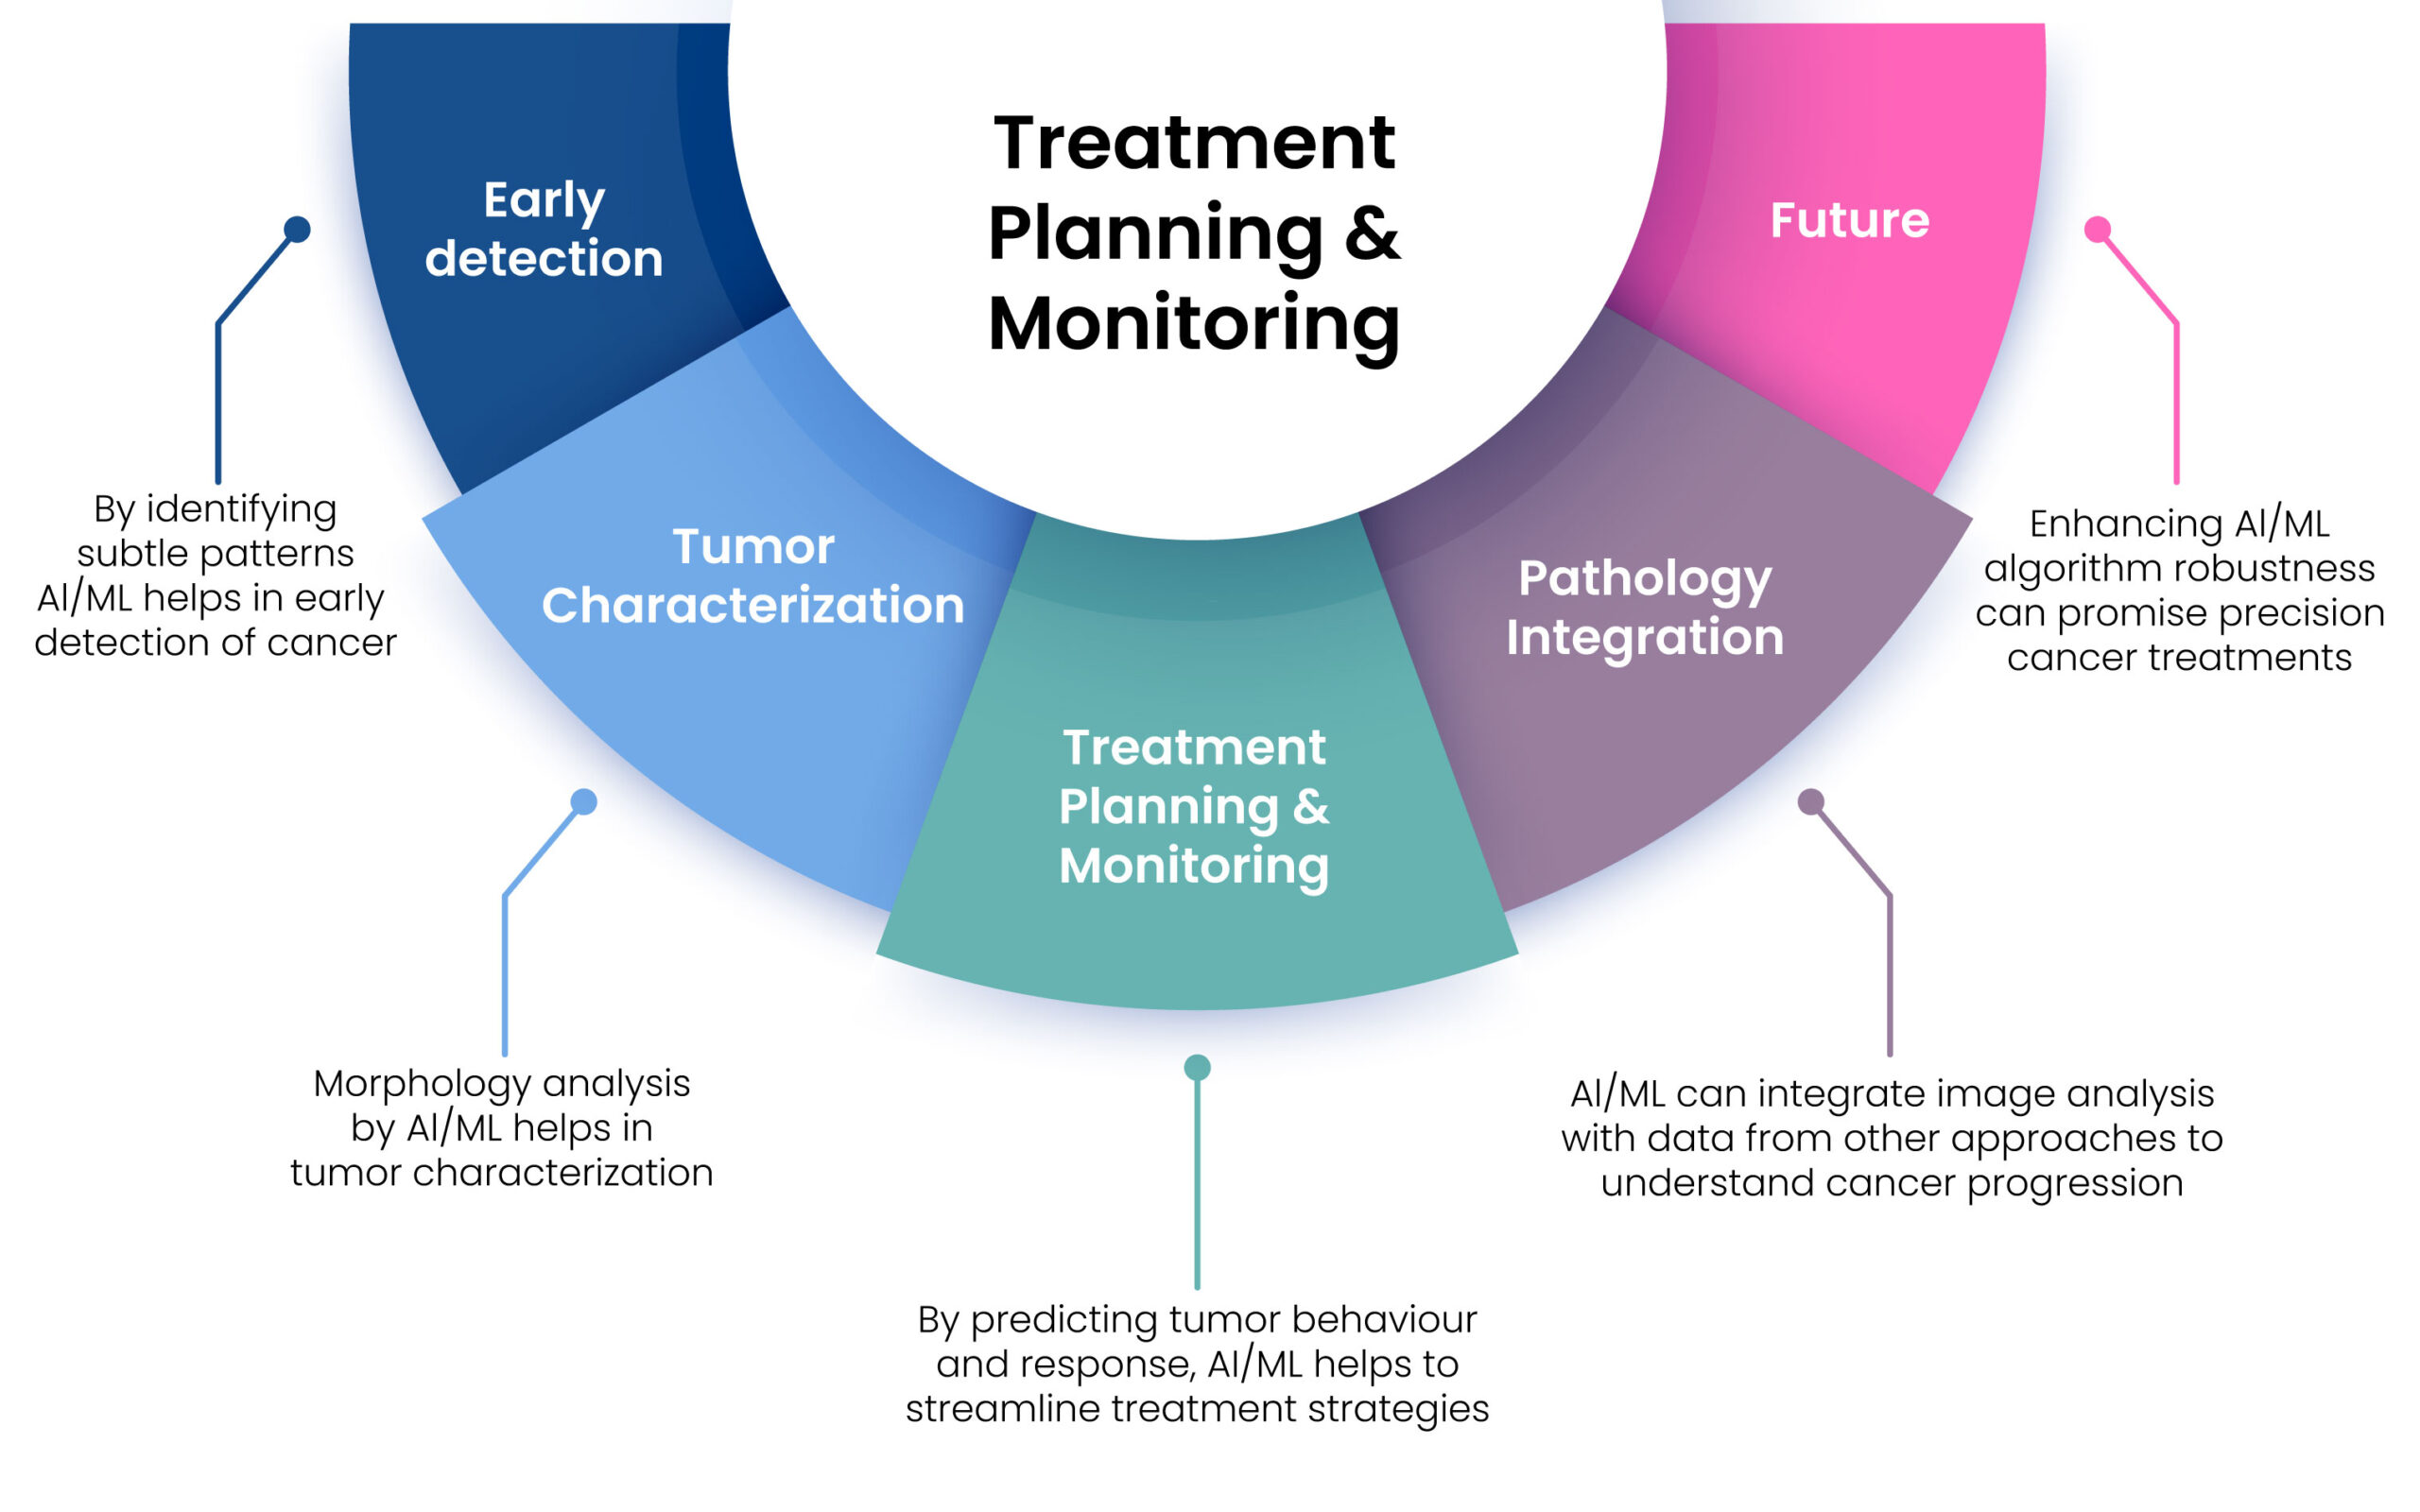 Treatment
Planning &
Monitoring
Early
detection
By identifying
subtle patterns
AI/ML helps in early
detection of cancer
Tumor
Characterization
Morphology analysis
by AI/ML helps in
tumor characterization
Treatment
Planning &
Monitoring
By predicting tumor behaviour
and response, AI/ML helps to
streamline treatment strategies
Pathology
Integration
AI/ML can integrate image analysis
with data from other approaches to
understand cancer progression
Future
Enhancing AI/ML
algorithm robustness
can promise precision
cancer treatments